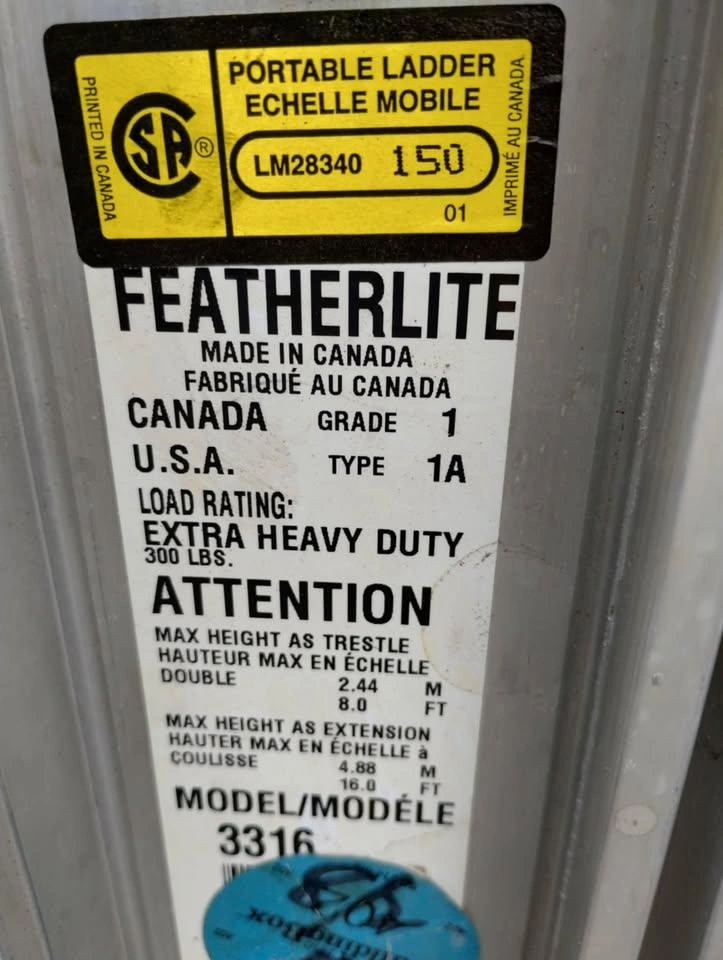 PRINTED IN CANADA
CSA®
PORTABLE LADDER
ECHELLE MOBILE
LM28340 150
01
IMPRIMÉ AU CANADA
FEATHERLITE
MADE IN CANADA
FABRIQUÉ AU CANADA
CANADA GRADE 1
U.S.A. TYPE 1A
LOAD RATING:
EXTRA HEAVY DUTY
300 LBS.
ATTENTION
MAX HEIGHT AS TRESTLE
HAUTEUR MAX EN ÉCHELLE
DOUBLE 2.44 M
8.0 FT
MAX HEIGHT AS EXTENSION
HAUTER MAX EN ÉCHELLE à
COULISSE 4.88 M
16.0 FT
MODEL/MODÉLE
3316